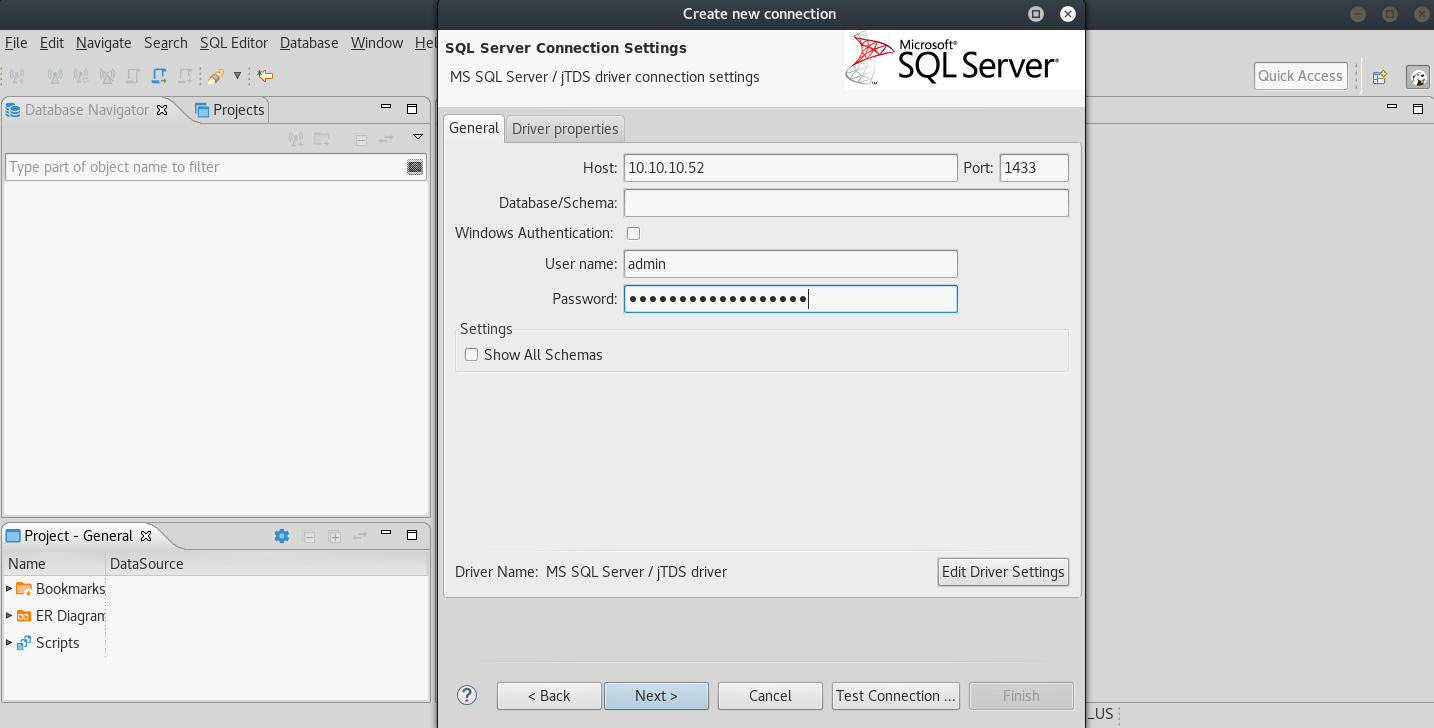 Create new connection
File Edit Navigate Search SQL Editor Database Window Hel
SQL Server Connection Settings
MS SQL Server / jTDS driver connection settings
Microsoft®
SQL Server®
Quick Access
Database Navigator Projects
Type part of object name to filter
General Driver properties
Host: 10.10.10.52 Port: 1433
Database/Schema:
Windows Authentication:
User name: admin
Password: ••••••••••••••••••
Settings
Show All Schemas
Project - General
Name DataSource
Bookmarks
ER Diagram
Scripts
Driver Name: MS SQL Server / jTDS driver Edit Driver Settings
? < Back Next > Cancel Test Connection ... Finish
_US